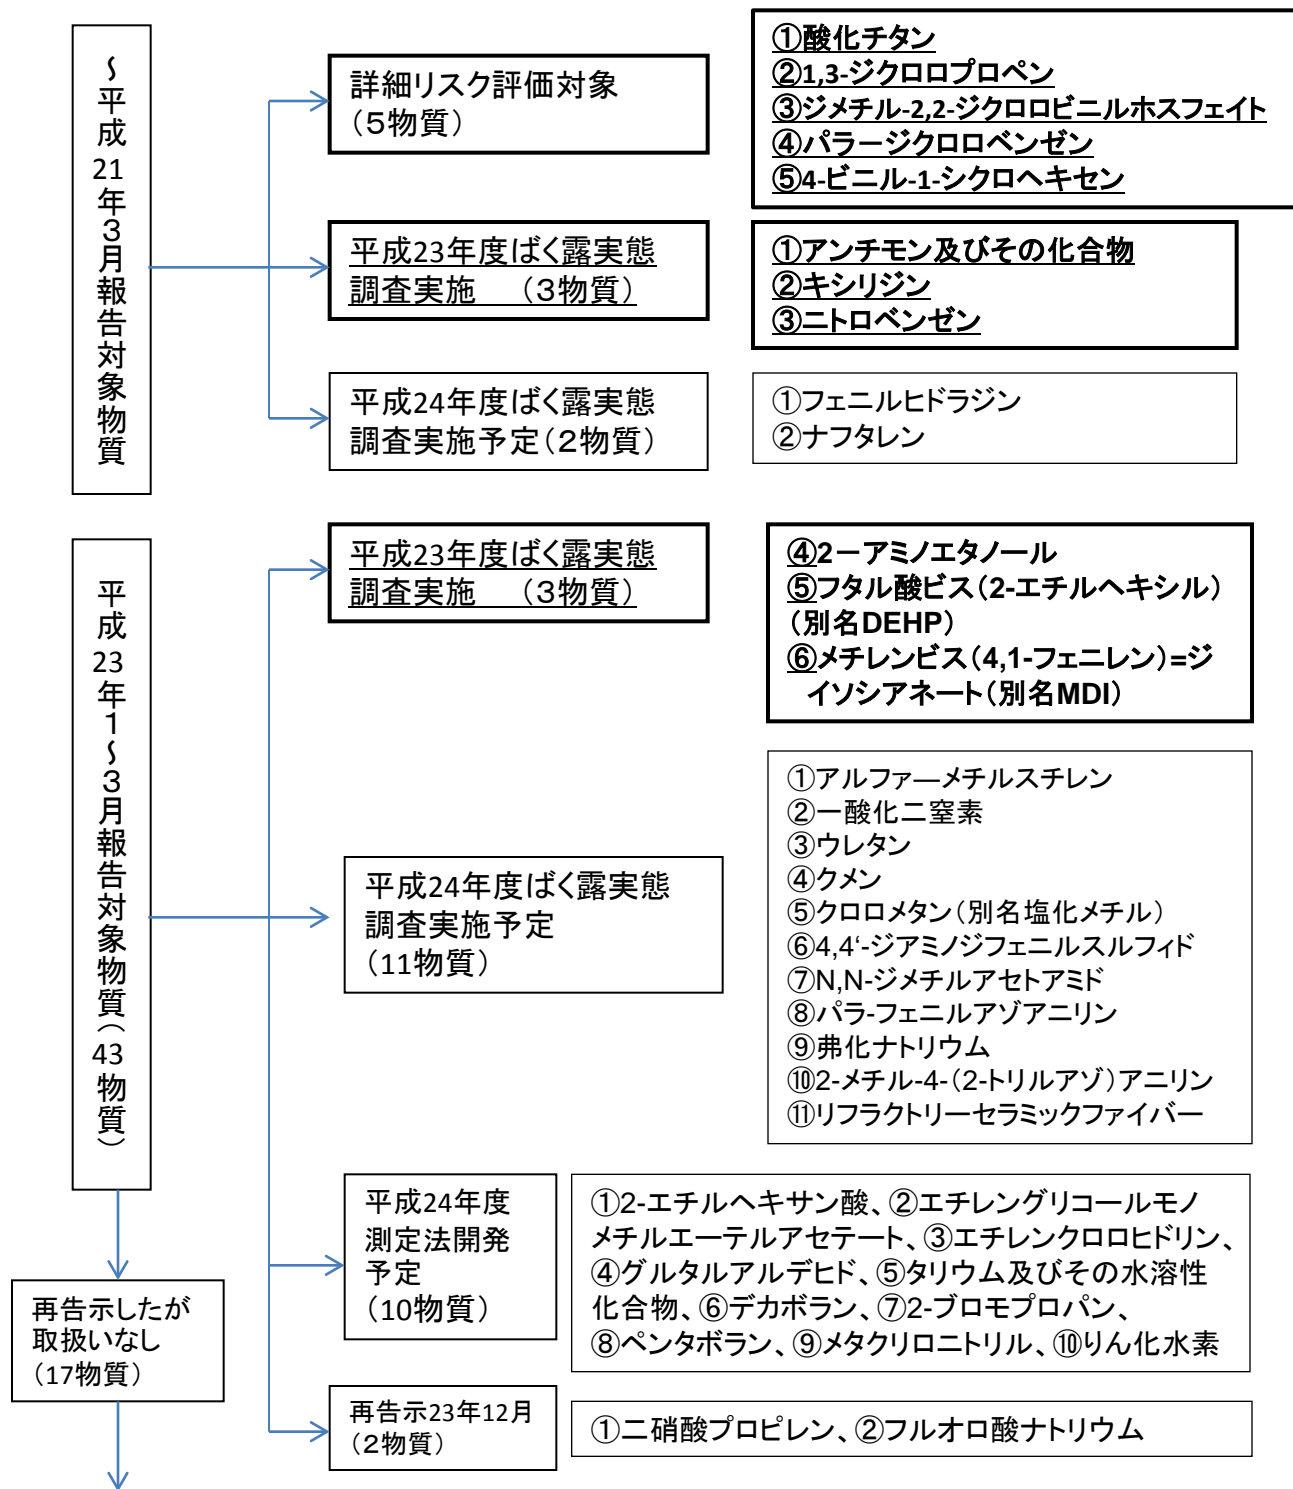 ～平成21年3月報告対象物質
詳細リスク評価対象
（5物質）
①酸化チタン
②1,3-ジクロロプロペン
③ジメチル-2,2-ジクロロビニルホスフェイト
④パラージクロロベンゼン
⑤4-ビニル-1-シクロヘキセン
平成23年度ばく露実態
調査実施　（3物質）
①アンチモン及びその化合物
②キシリジン
③ニトロベンゼン
平成24年度ばく露実態
調査実施予定（2物質）
①フェニルヒドラジン
②ナフタレン
平成23年1～3月報告対象物質（43物質）
平成23年度ばく露実態
調査実施　（3物質）
④2－アミノエタノール
⑤フタル酸ビス（2-エチルヘキシル）
（別名DEHP）
⑥メチレンビス（4,1-フェニレン）=ジ
イソシアネート（別名MDI）
平成24年度ばく露実態
調査実施予定
（11物質）
①アルファ―メチルスチレン
②一酸化二窒素
③ウレタン
④クメン
⑤クロロメタン（別名塩化メチル）
⑥4,4‘-ジアミノジフェニルスルフィド
⑦N,N-ジメチルアセトアミド
⑧パラ-フェニルアゾアニリン
⑨弗化ナトリウム
⑩2-メチル-4-（2-トリルアゾ）アニリン
⑪リフラクトリーセラミックファイバー
平成24年度
測定法開発
予定
（10物質）
①2-エチルヘキサン酸、②エチレングリコールモノ
メチルエーテルアセテート、③エチレンクロロヒドリン、
④グルタルアルデヒド、⑤タリウム及びその水溶性
化合物、⑥デカボラン、⑦2-ブロモプロパン、
⑧ペンタボラン、⑨メタクリロニトリル、⑩りん化水素
再告示したが
取扱いなし
（17物質）
再告示23年12月
（2物質）
①二硝酸プロピレン、②フルオロ酸ナトリウム